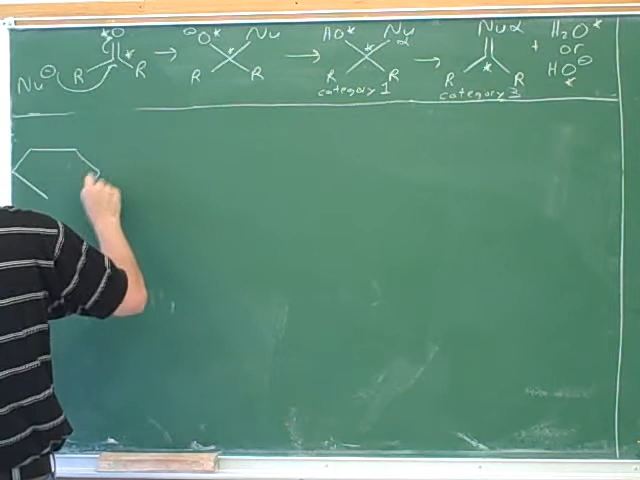 *O
Nu⊖ R R → ⊖O* Nu R R → HO* Nu α R R → Nu α * R R + H2O* or HO⊖ *
category 1 category 3